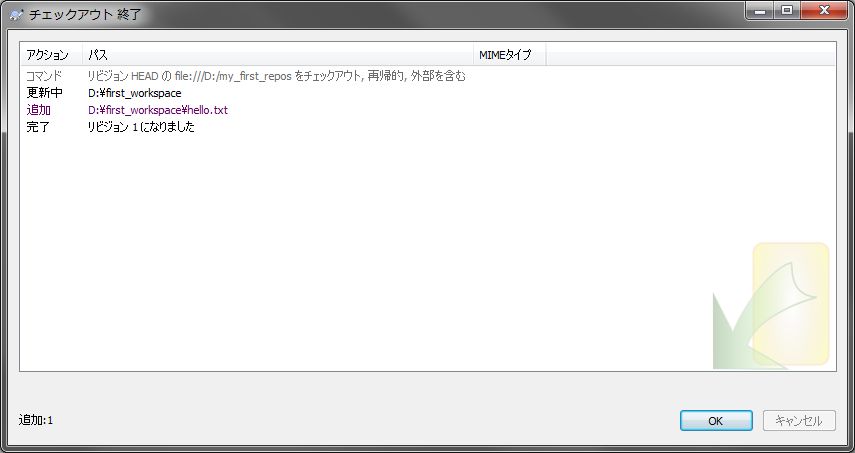 チェックアウト 終了
アクション パス MIMEタイプ
コマンド リビジョン HEAD の file:///D:/my_first_repos をチェックアウト, 再帰的, 外部を含む
更新中 D:¥first_workspace
追加 D:¥first_workspace¥hello.txt
完了 リビジョン 1 になりました
追加:1
OK キャンセル